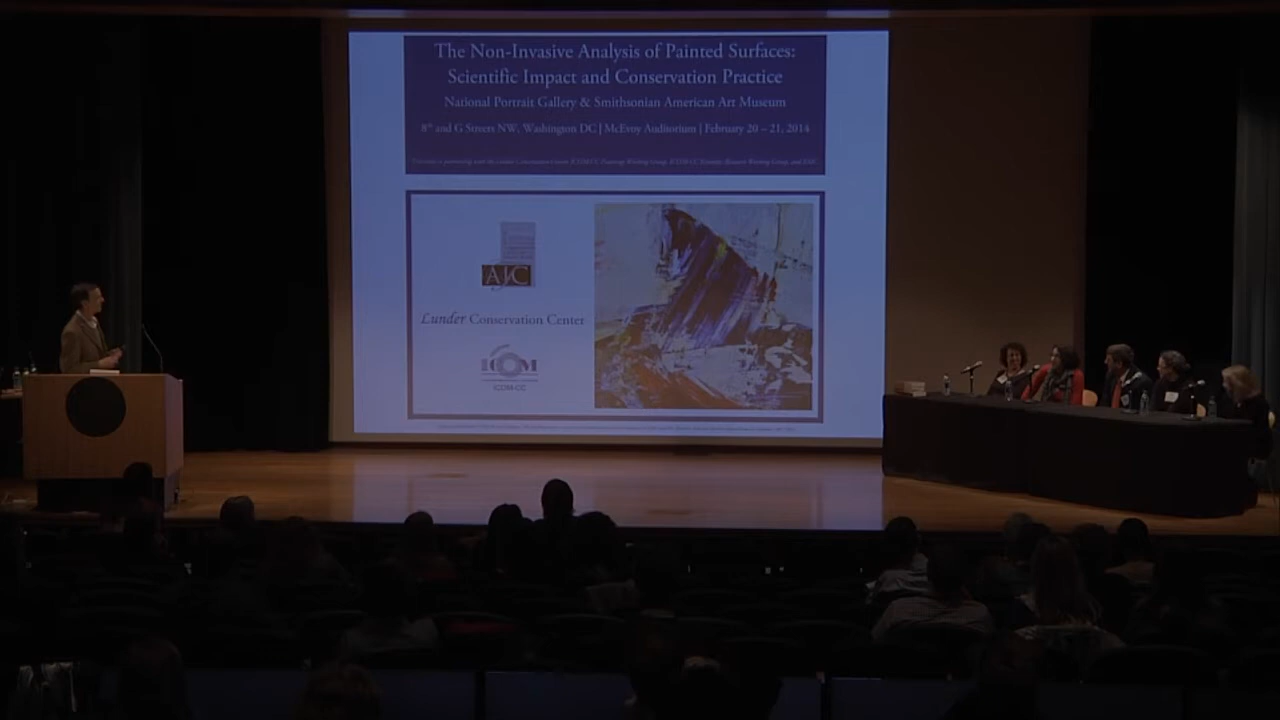 The Non-Invasive Analysis of Painted Surfaces:
Scientific Impact and Conservation Practice
National Portrait Gallery & Smithsonian American Art Museum
8th and G Streets NW, Washington DC | McEvoy Auditorium | February 20 – 21, 2014
AJC
Lunder Conservation Center
ICOM
ICOM-CC